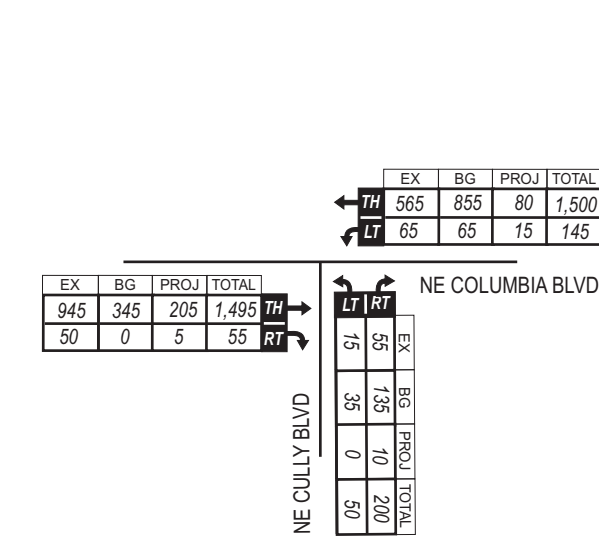 EX BG PROJ TOTAL
TH 565 855 80 1,500
LT 65 65 15 145
NE COLUMBIA BLVD
EX BG PROJ TOTAL
945 345 205 1,495 TH
50 0 5 55 RT
LT RT
15 55 EX
35 135 BG
0 10 PROJ
50 200 TOTAL
NE CULLY BLVD